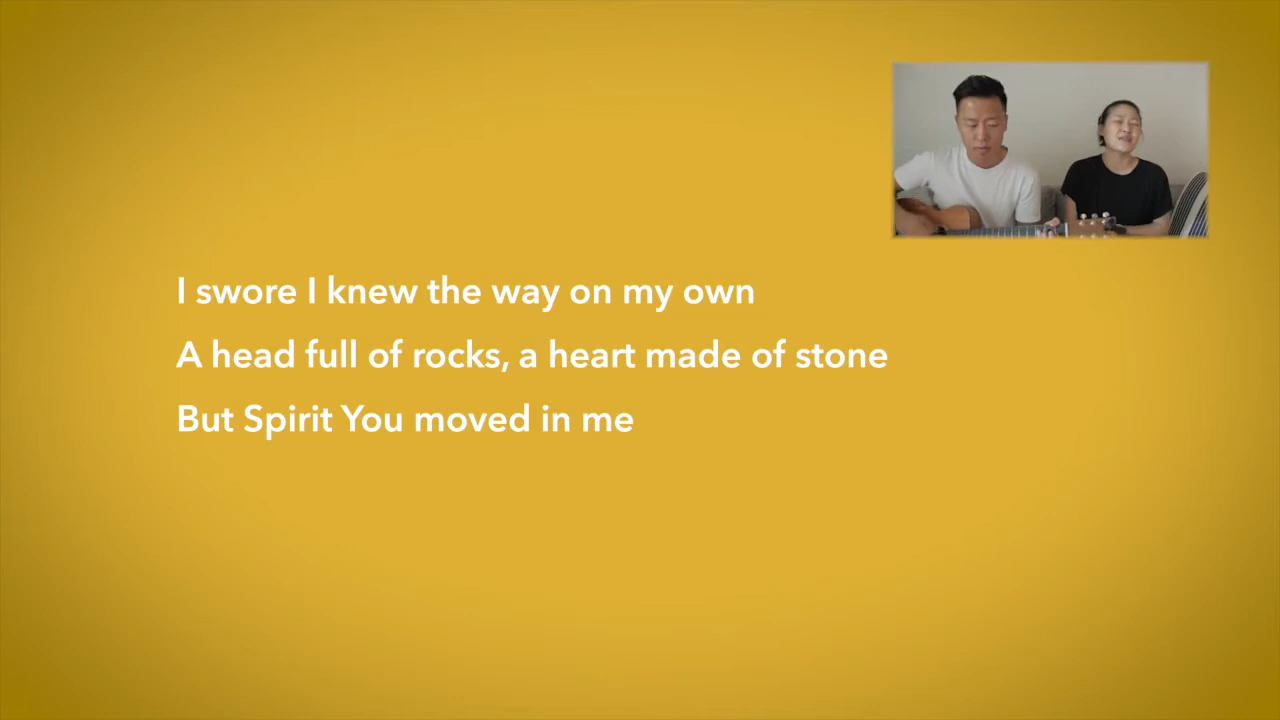 I swore I knew the way on my own
A head full of rocks, a heart made of stone
But Spirit You moved in me